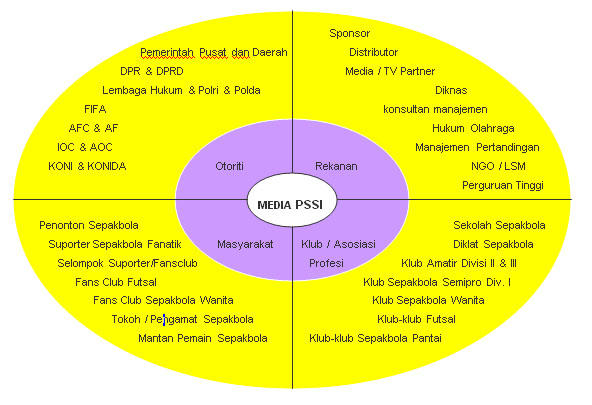 Pemerintah Pusat dan Daerah
DPR & DPRD
Lembaga Hukum & Polri & Polda
FIFA
AFC & AF
IOC & AOC
KONI & KONIDA
Otoriti
Sponsor
Distributor
Media / TV Partner
Diknas
konsultan manajemen
Hukum Olahraga
Manajemen Pertandingan
NGO / LSM
Perguruan Tinggi
Rekanan
MEDIA PSSI
Penonton Sepakbola
Suporter Sepakbola Fanatik
Selompok Suporter/Fansclub
Fans Club Futsal
Fans Club Sepakbola Wanita
Tokoh / Pengamat Sepakbola
Mantan Pemain Sepakbola
Masyarakat
Klub / Asosiasi
Profesi
Sekolah Sepakbola
Diklat Sepakbola
Klub Amatir Divisi II & III
Klub Sepakbola Semipro Div. I
Klub Sepakbola Wanita
Klub-klub Futsal
Klub-klub Sepakbola Pantai